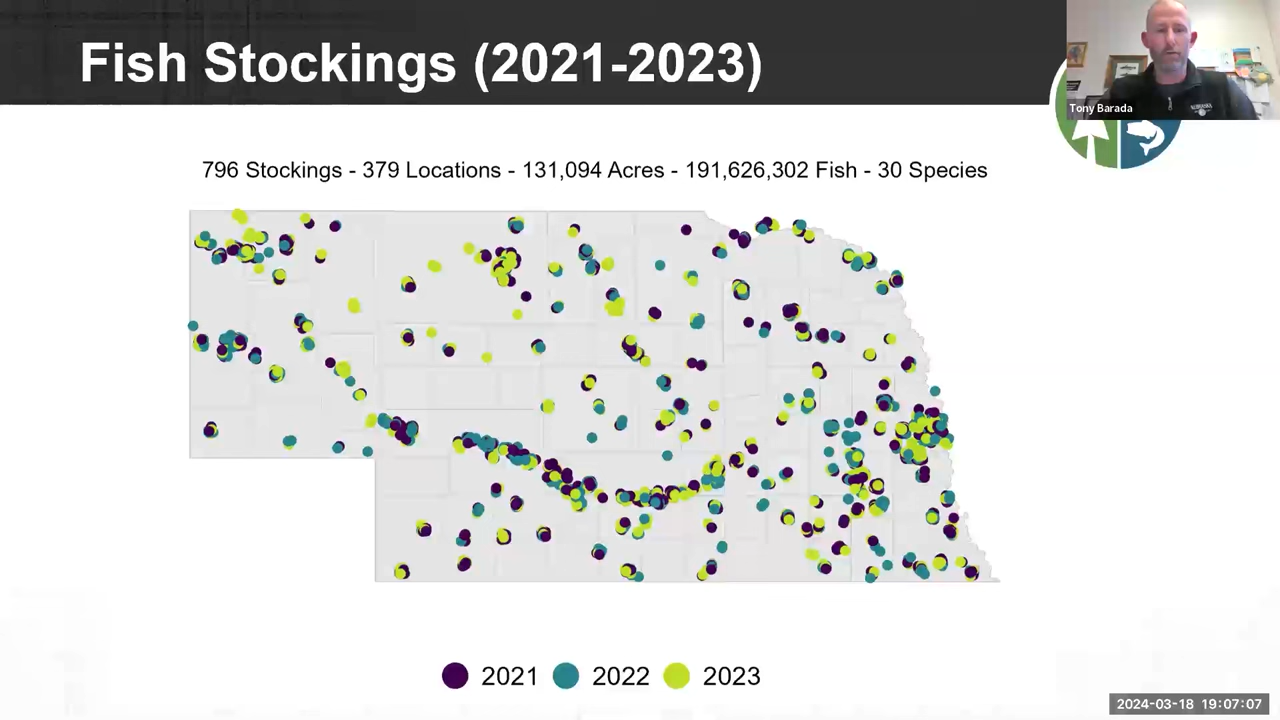 Fish Stockings (2021-2023)
Tony Barada
NEBRASKA
796 Stockings - 379 Locations - 131,094 Acres - 191,626,302 Fish - 30 Species
2021 2022 2023
2024-03-18 19:07:07